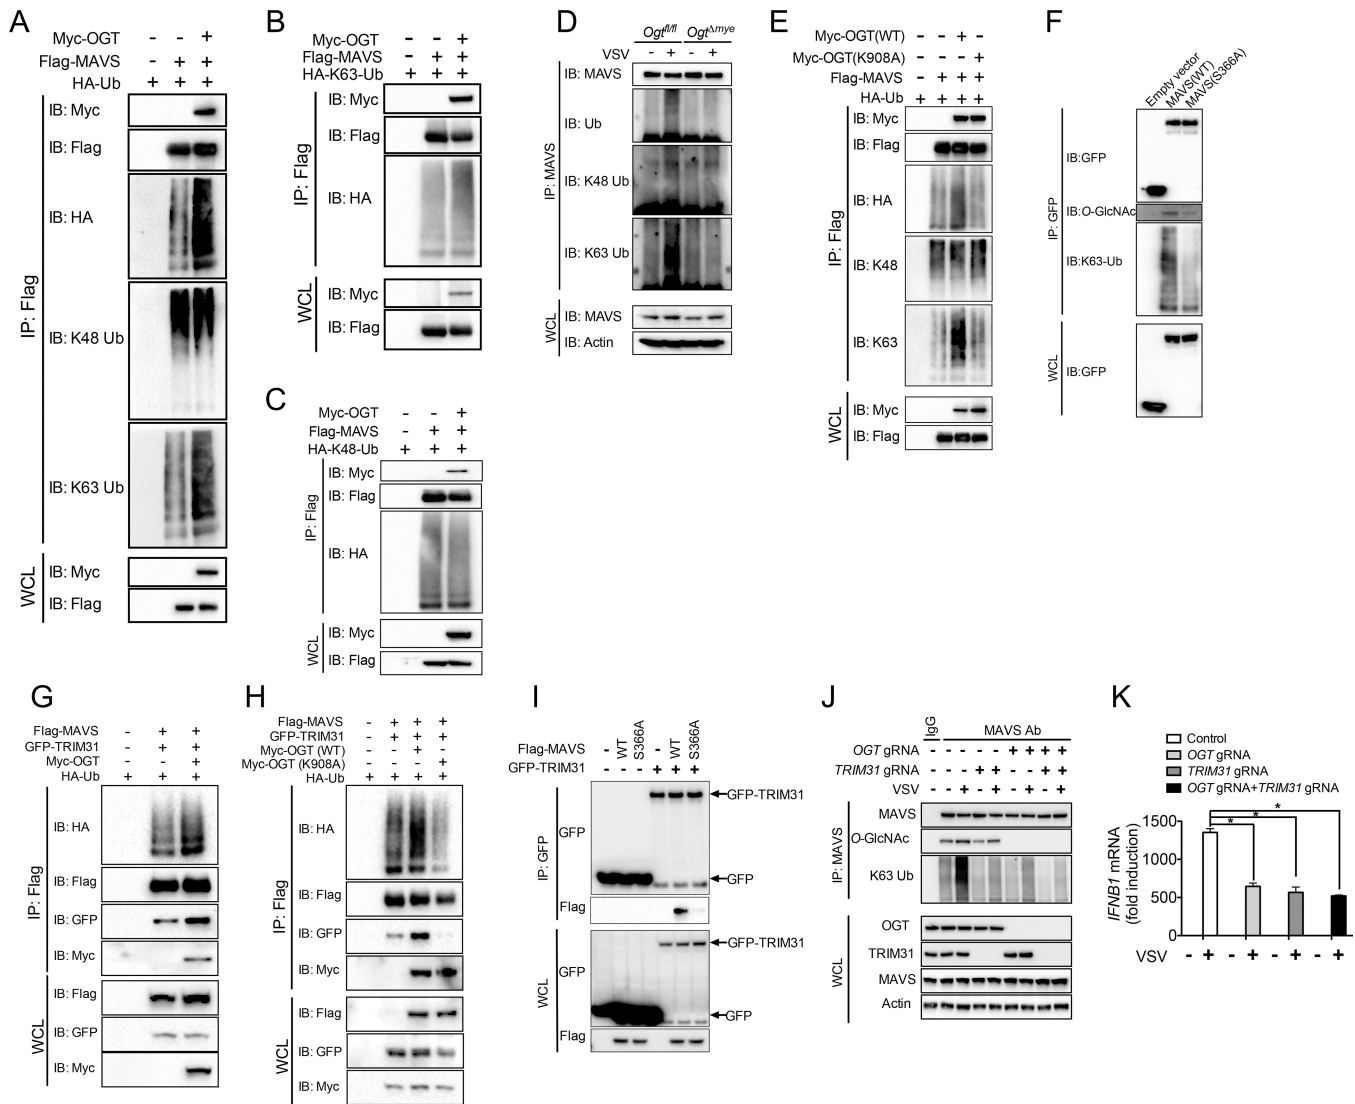 A
Myc-OGT - - +
Flag-MAVS - + +
HA-Ub + + +
IP: Flag
IB: Myc
IB: Flag
IB: HA
IB: K48 Ub
IB: K63 Ub
WCL
IB: Myc
IB: Flag
B
Myc-OGT - - +
Flag-MAVS - + +
HA-K63-Ub + + +
IP: Flag
IB: Myc
IB: Flag
IB: HA
WCL
IB: Myc
IB: Flag
C
Myc-OGT - - +
Flag-MAVS - + +
HA-K48-Ub + + +
IP: Flag
IB: Myc
IB: Flag
IB: HA
WCL
IB: Myc
IB: Flag
D
Ogtfl/fl OgtΔmye
VSV - + - +
IP: MAVS
IB: MAVS
IB: Ub
IB: K48 Ub
IB: K63 Ub
WCL
IB: MAVS
IB: Actin
E
Myc-OGT(WT) - - + -
Myc-OGT(K908A) - - - +
Flag-MAVS - + + +
HA-Ub + + + +
IP: Flag
IB: Myc
IB: Flag
IB: HA
IB: K48
IB: K63
WCL
IB: Myc
IB: Flag
F
Empty vector
MAVS(WT)
MAVS(S366A)
IP: GFP
IB:GFP
IB:O-GlcNAc
IB:K63-Ub
WCL
IB:GFP
G
Flag-MAVS - + +
GFP-TRIM31 - + +
Myc-OGT - - +
HA-Ub + + +
IP: Flag
IB: HA
IB: Flag
IB: GFP
IB: Myc
WCL
IB: Flag
IB: GFP
IB: Myc
H
Flag-MAVS - + + +
GFP-TRIM31 - + + +
Myc-OGT (WT) - - + -
Myc-OGT (K908A) - - - +
HA-Ub + + + +
IP: Flag
IB: HA
IB: Flag
IB: GFP
IB: Myc
WCL
IB: Flag
IB: GFP
IB: Myc
I
Flag-MAVS - WT S366A - WT S366A
GFP-TRIM31 - - - + + +
IP: GFP
GFP
GFP-TRIM31
GFP
Flag
WCL
GFP
GFP-TRIM31
GFP
Flag
J
IgG MAVS Ab
OGT gRNA - - - - - + + + +
TRIM31 gRNA - - - + + - - + +
VSV - - + - + - + - +
IP: MAVS
MAVS
O-GlcNAc
K63 Ub
WCL
OGT
TRIM31
MAVS
Actin
K
Control
OGT gRNA
TRIM31 gRNA
OGT gRNA+TRIM31 gRNA
IFNB1 mRNA
(fold induction)
1500
1000
500
0
* * *
VSV - + - + - + - +